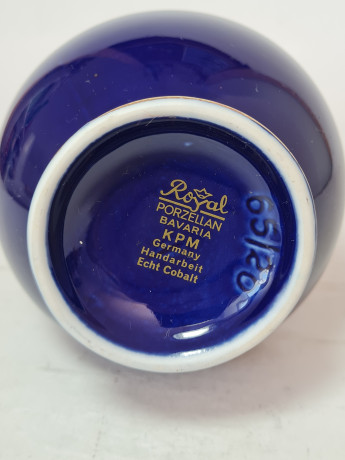 Royal
PORZELLAN
BAVARIA
KPM
Germany
Handarbeit
Echt Cobalt
65/20